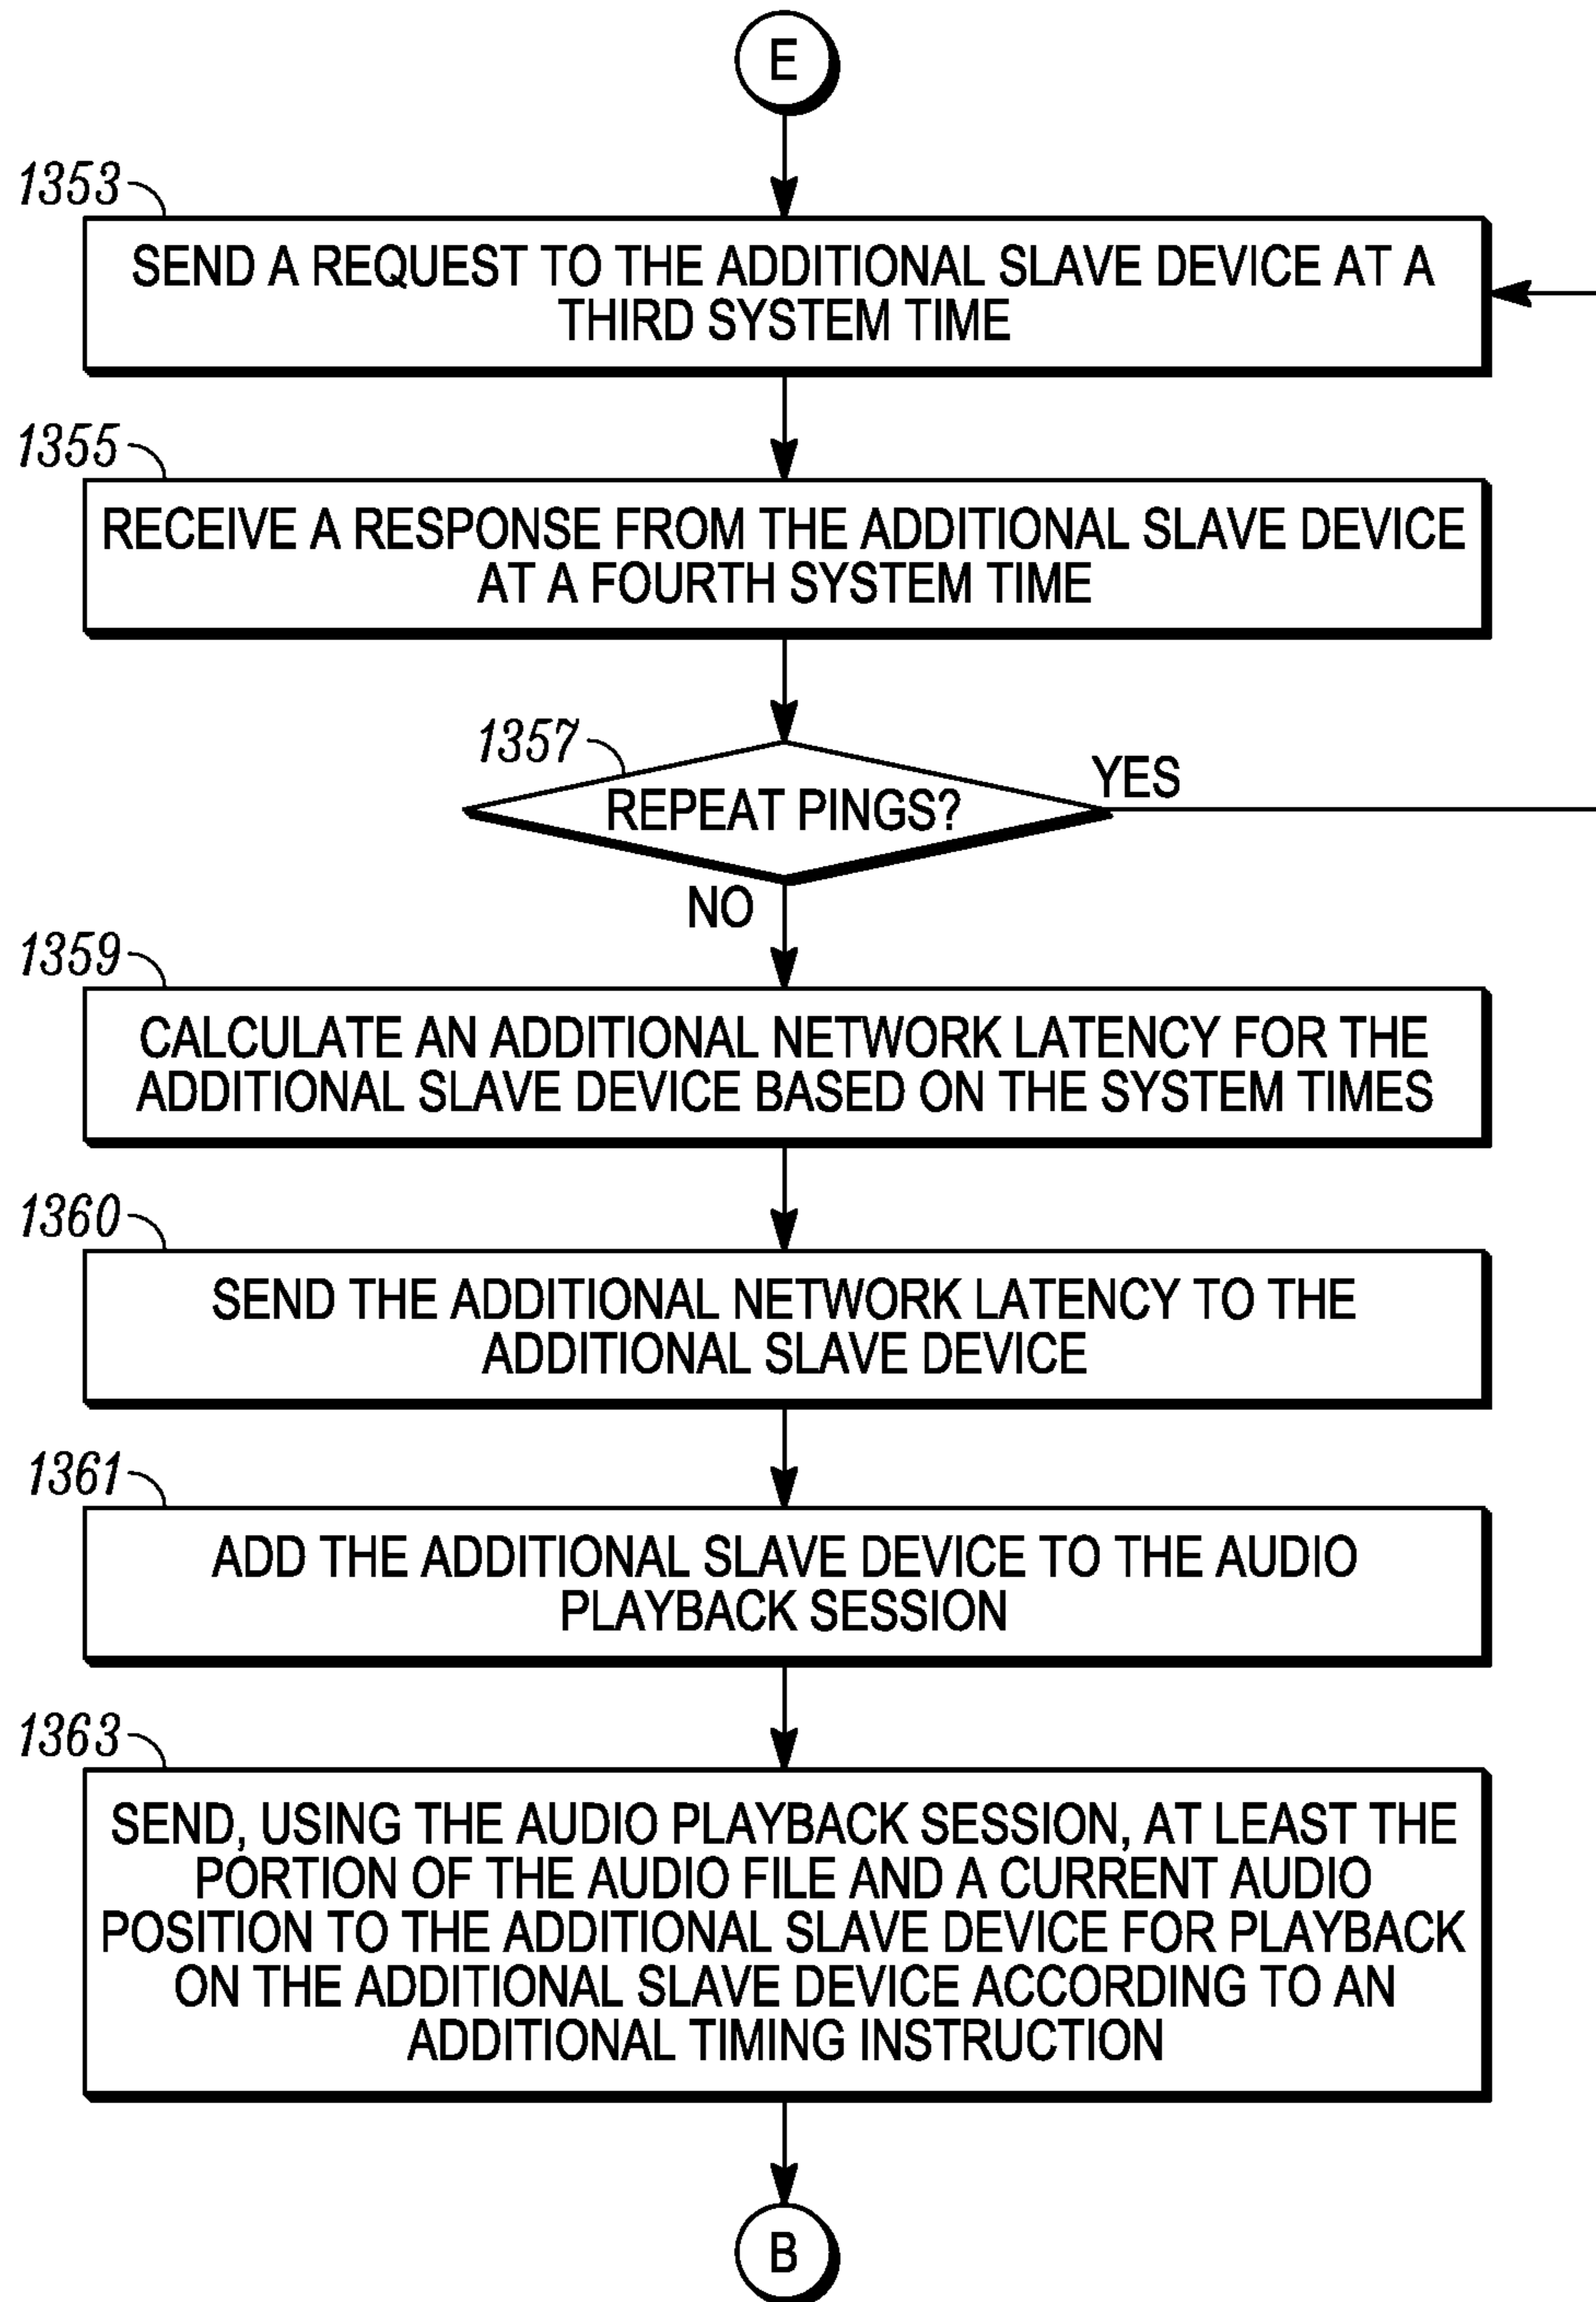 E
1353
SEND A REQUEST TO THE ADDITIONAL SLAVE DEVICE AT A
THIRD SYSTEM TIME
1355
RECEIVE A RESPONSE FROM THE ADDITIONAL SLAVE DEVICE
AT A FOURTH SYSTEM TIME
1357
REPEAT PINGS?
YES
NO
1359
CALCULATE AN ADDITIONAL NETWORK LATENCY FOR THE
ADDITIONAL SLAVE DEVICE BASED ON THE SYSTEM TIMES
1360
SEND THE ADDITIONAL NETWORK LATENCY TO THE
ADDITIONAL SLAVE DEVICE
1361
ADD THE ADDITIONAL SLAVE DEVICE TO THE AUDIO
PLAYBACK SESSION
1363
SEND, USING THE AUDIO PLAYBACK SESSION, AT LEAST THE
PORTION OF THE AUDIO FILE AND A CURRENT AUDIO
POSITION TO THE ADDITIONAL SLAVE DEVICE FOR PLAYBACK
ON THE ADDITIONAL SLAVE DEVICE ACCORDING TO AN
ADDITIONAL TIMING INSTRUCTION
B